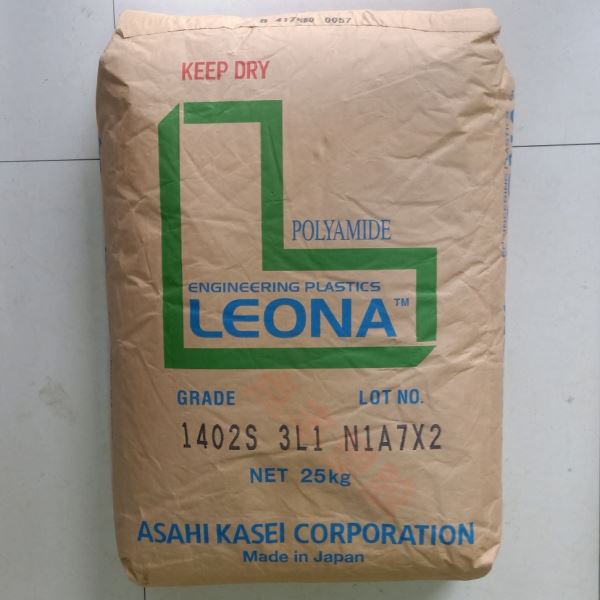 KEEP DRY
POLYAMIDE
ENGINEERING PLASTICS
LEONA™
GRADE LOT NO.
1402S 3L1 N1A7X2
NET 25kg
ASAHI KASEI CORPORATION
Made in Japan